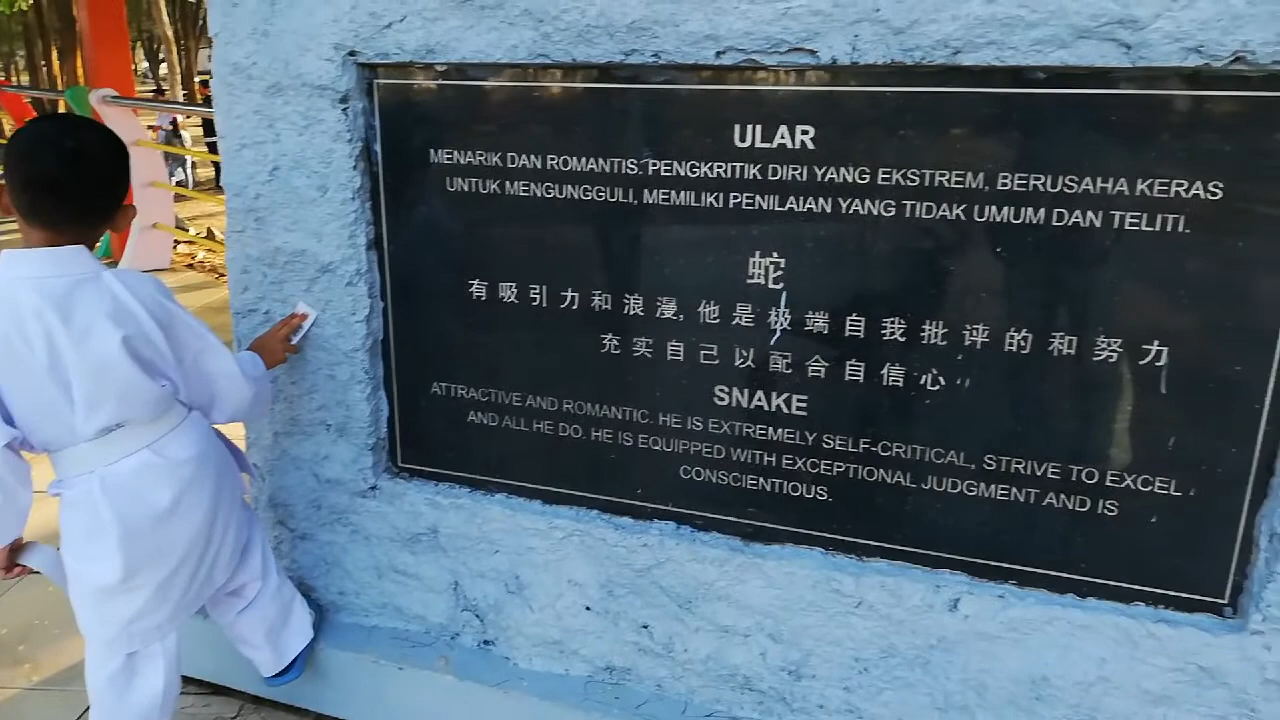 ULAR
MENARIK DAN ROMANTIS. PENGKRITIK DIRI YANG EKSTREM, BERUSAHA KERAS
UNTUK MENGUNGGULI, MEMILIKI PENILAIAN YANG TIDAK UMUM DAN TELITI.
蛇
有吸引力和浪漫, 他是极端自我批评的和努力
充实自己以配合自信心
SNAKE
ATTRACTIVE AND ROMANTIC. HE IS EXTREMELY SELF-CRITICAL, STRIVE TO EXCEL
AND ALL HE DO. HE IS EQUIPPED WITH EXCEPTIONAL JUDGMENT AND IS
CONSCIENTIOUS.